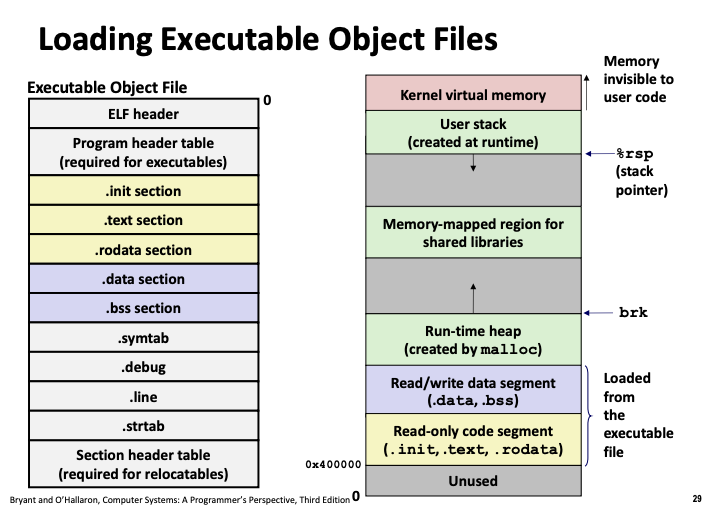 Loading Executable Object Files
Executable Object File
0
ELF header
Program header table
(required for executables)
.init section
.text section
.rodata section
.data section
.bss section
.symtab
.debug
.line
.strtab
Section header table
(required for relocatables)
Kernel virtual memory
Memory
invisible to
user code
User stack
(created at runtime)
%rsp
(stack
pointer)
Memory-mapped region for
shared libraries
brk
Run-time heap
(created by malloc)
Read/write data segment
(.data, .bss)
Read-only code segment
(.init, .text, .rodata)
Loaded
from
the
executable
file
0x400000
Unused
0
Bryant and O'Hallaron, Computer Systems: A Programmer's Perspective, Third Edition
29